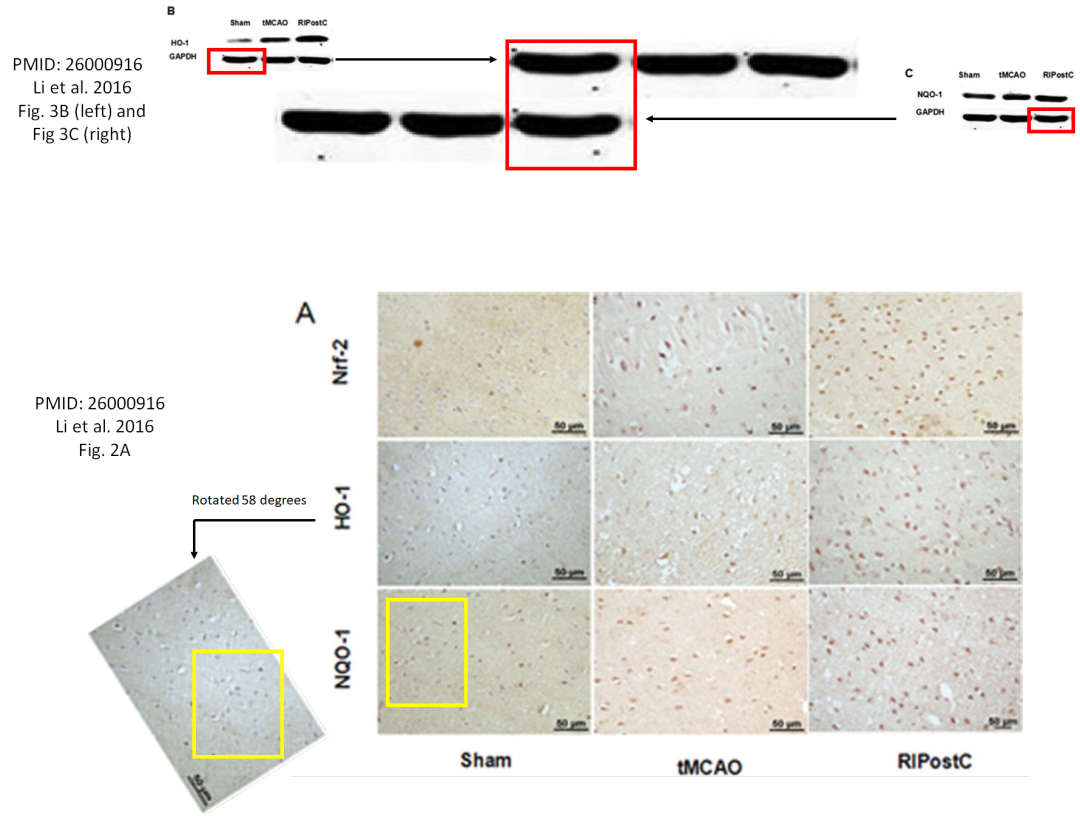 B
Sham tMCAO RIPostC
HO-1
GAPDH
PMID: 26000916
Li et al. 2016
Fig. 3B (left) and
Fig 3C (right)
C
Sham tMCAO RIPostC
NQO-1
GAPDH
A
Nrf-2
50 µm
50 µm
50 µm
PMID: 26000916
Li et al. 2016
Fig. 2A
Rotated 58 degrees
HO-1
50 µm
50 µm
50 µm
NQO-1
50 µm
50 µm
50 µm
50 µm
Sham tMCAO RIPostC